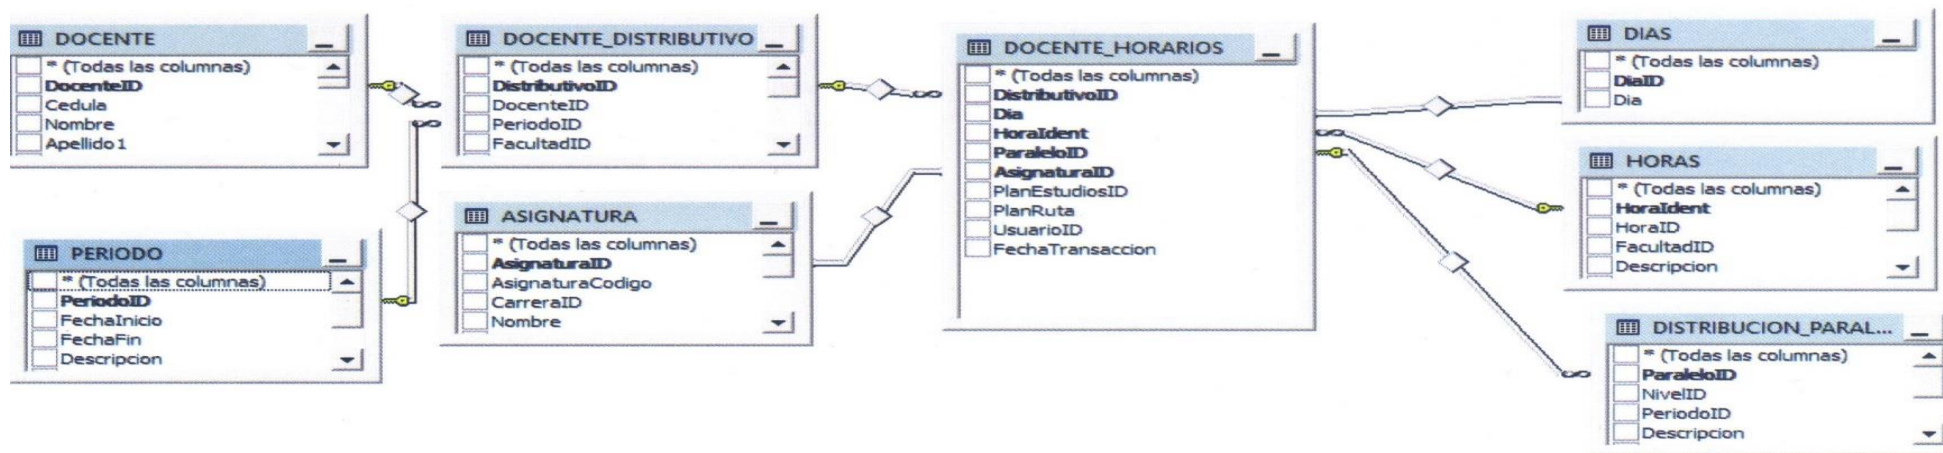 DOCENTE
* (Todas las columnas)
DocenteID
Cedula
Nombre
Apellido1
PERIODO
* (Todas las columnas)
PeriodoID
FechaInicio
FechaFin
Descripcion
DOCENTE_DISTRIBUTIVO
* (Todas las columnas)
DistributivoID
DocenteID
PeriodoID
FacultadID
ASIGNATURA
* (Todas las columnas)
AsignaturaID
AsignaturaCodigo
CarreraID
Nombre
DOCENTE_HORARIOS
* (Todas las columnas)
DistributivoID
Dia
HoraIdent
ParaleloID
AsignaturaID
PlanEstudiosID
PlanRuta
UsuarioID
FechaTransaccion
DIAS
* (Todas las columnas)
DiaID
Dia
HORAS
* (Todas las columnas)
HoraIdent
HoraID
FacultadID
Descripcion
DISTRIBUCION_PARAL...
* (Todas las columnas)
ParaleloID
NivelID
PeriodoID
Descripcion